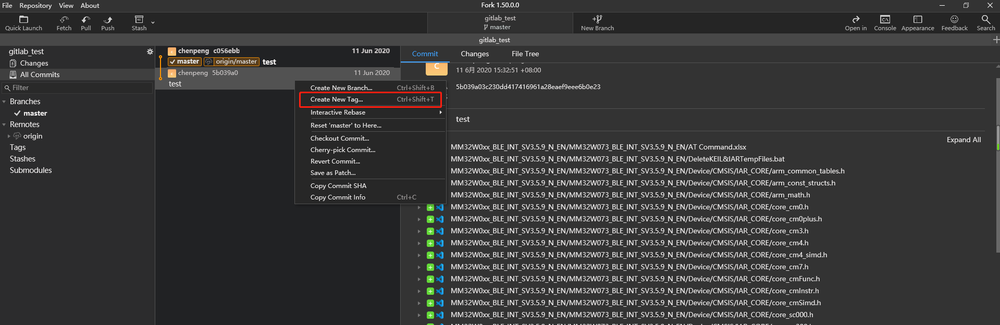 File Repository View About
Fork 1.50.0.0
Quick Launch Fetch Pull Push Stash
gitlab_test
master
New Branch
Open in Console Appearance Feedback Search
gitlab_test
gitlab_test
Changes
All Commits
Filter
Branches
master
Remotes
origin
Tags
Stashes
Submodules
c chenpeng c056ebb 11 Jun 2020
master origin/master test
c chenpeng 5b039a0 11 Jun 2020
test
Create New Branch... Ctrl+Shift+B
Create New Tag... Ctrl+Shift+T
Interactive Rebase
Reset 'master' to Here...
Checkout Commit...
Cherry-pick Commit...
Revert Commit...
Save as Patch...
Copy Commit SHA
Copy Commit Info Ctrl+C
Commit Changes File Tree
C
11 6月 2020 15:32:51 +08:00
5b039a03c230dd417416961a28eaef9eee6b0e23
test
Expand All
MM32W0xx_BLE_INT_SV3.5.9_N_EN/MM32W073_BLE_INT_SV3.5.9_N_EN/AT Command.xlsx
MM32W0xx_BLE_INT_SV3.5.9_N_EN/MM32W073_BLE_INT_SV3.5.9_N_EN/DeleteKEIL&IARTempFiles.bat
MM32W0xx_BLE_INT_SV3.5.9_N_EN/MM32W073_BLE_INT_SV3.5.9_N_EN/Device/CMSIS/IAR_CORE/arm_common_tables.h
MM32W0xx_BLE_INT_SV3.5.9_N_EN/MM32W073_BLE_INT_SV3.5.9_N_EN/Device/CMSIS/IAR_CORE/arm_const_structs.h
MM32W0xx_BLE_INT_SV3.5.9_N_EN/MM32W073_BLE_INT_SV3.5.9_N_EN/Device/CMSIS/IAR_CORE/arm_math.h
MM32W0xx_BLE_INT_SV3.5.9_N_EN/MM32W073_BLE_INT_SV3.5.9_N_EN/Device/CMSIS/IAR_CORE/core_cm0.h
MM32W0xx_BLE_INT_SV3.5.9_N_EN/MM32W073_BLE_INT_SV3.5.9_N_EN/Device/CMSIS/IAR_CORE/core_cm0plus.h
MM32W0xx_BLE_INT_SV3.5.9_N_EN/MM32W073_BLE_INT_SV3.5.9_N_EN/Device/CMSIS/IAR_CORE/core_cm3.h
MM32W0xx_BLE_INT_SV3.5.9_N_EN/MM32W073_BLE_INT_SV3.5.9_N_EN/Device/CMSIS/IAR_CORE/core_cm4.h
MM32W0xx_BLE_INT_SV3.5.9_N_EN/MM32W073_BLE_INT_SV3.5.9_N_EN/Device/CMSIS/IAR_CORE/core_cm4_simd.h
MM32W0xx_BLE_INT_SV3.5.9_N_EN/MM32W073_BLE_INT_SV3.5.9_N_EN/Device/CMSIS/IAR_CORE/core_cm7.h
MM32W0xx_BLE_INT_SV3.5.9_N_EN/MM32W073_BLE_INT_SV3.5.9_N_EN/Device/CMSIS/IAR_CORE/core_cmFunc.h
MM32W0xx_BLE_INT_SV3.5.9_N_EN/MM32W073_BLE_INT_SV3.5.9_N_EN/Device/CMSIS/IAR_CORE/core_cmInstr.h
MM32W0xx_BLE_INT_SV3.5.9_N_EN/MM32W073_BLE_INT_SV3.5.9_N_EN/Device/CMSIS/IAR_CORE/core_cmSimd.h
MM32W0xx_BLE_INT_SV3.5.9_N_EN/MM32W073_BLE_INT_SV3.5.9_N_EN/Device/CMSIS/IAR_CORE/core_sc000.h